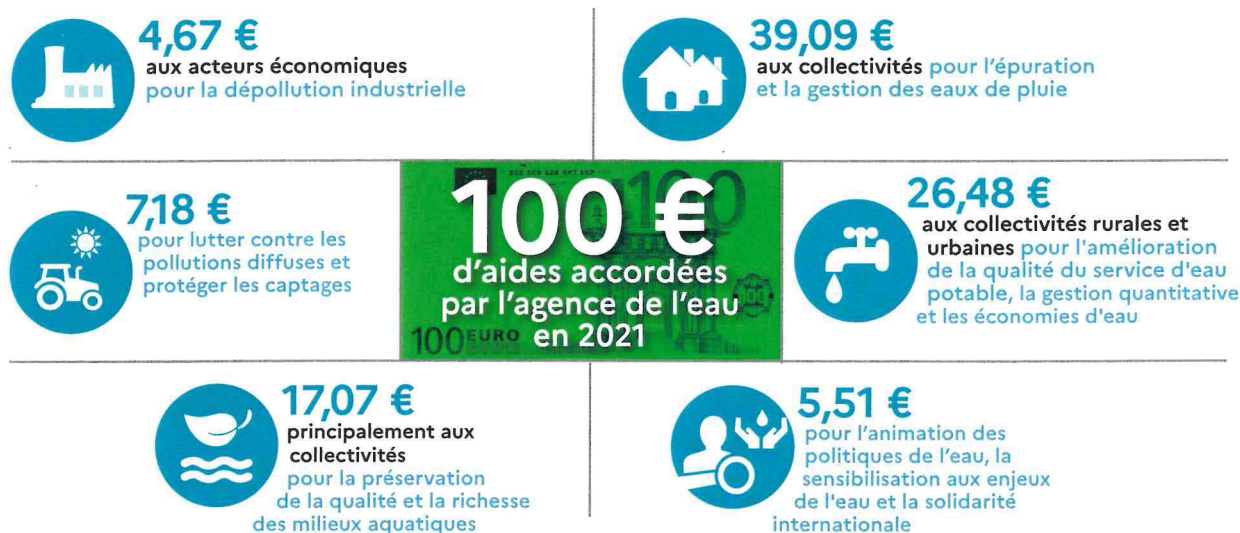 4,67 €
aux acteurs économiques
pour la dépollution industrielle
39,09 €
aux collectivités pour l'épuration
et la gestion des eaux de pluie
7,18 €
pour lutter contre les
pollutions diffuses et
protéger les captages
100 €
d'aides accordées
par l'agence de l'eau
en 2021
100 EURO
100
26,48 €
aux collectivités rurales et
urbaines pour l'amélioration
de la qualité du service d'eau
potable, la gestion quantitative
et les économies d'eau
17,07 €
principalement aux
collectivités
pour la préservation
de la qualité et la richesse
des milieux aquatiques
5,51 €
pour l'animation des
politiques de l'eau, la
sensibilisation aux enjeux
de l'eau et la solidarité
internationale